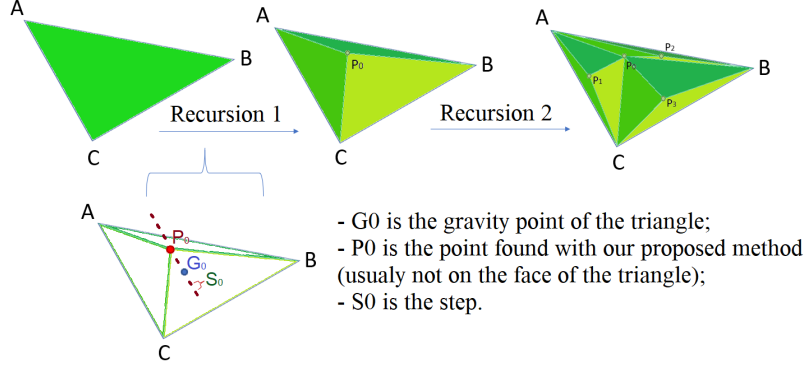 A
B
C
Recursion 1
A
P0
B
C
Recursion 2
A
P2
P0
B
P1
P3
C
A
P0
G0
B
S0
C
- G0 is the gravity point of the triangle;
- P0 is the point found with our proposed method
(usualy not on the face of the triangle);
- S0 is the step.